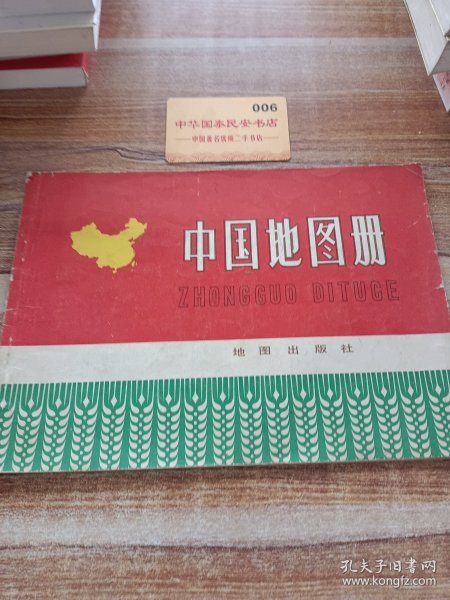 006
中华国泰民安书店
中国著名钱币二手书店
中国地图册
ZHONGGUO DITUCE
地图出版社
孔夫子旧书网
www.kongfz.com